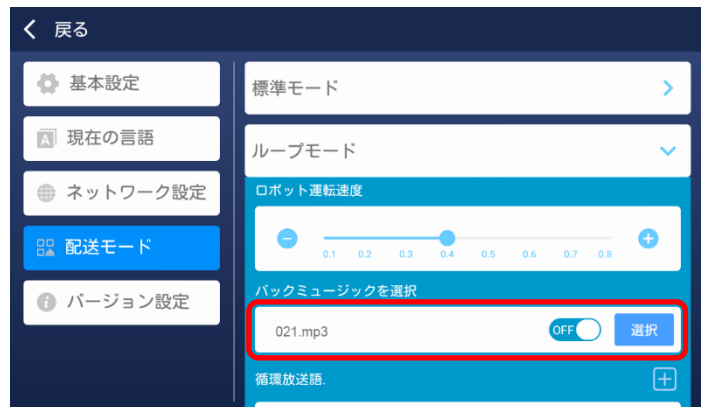 戻る
基本設定
現在の言語
ネットワーク設定
配送モード
バージョン設定
標準モード
ループモード
ロボット運転速度
0.1 0.2 0.3 0.4 0.5 0.6 0.7 0.8
バックミュージックを選択
021.mp3 OFF 選択
循環放送語.